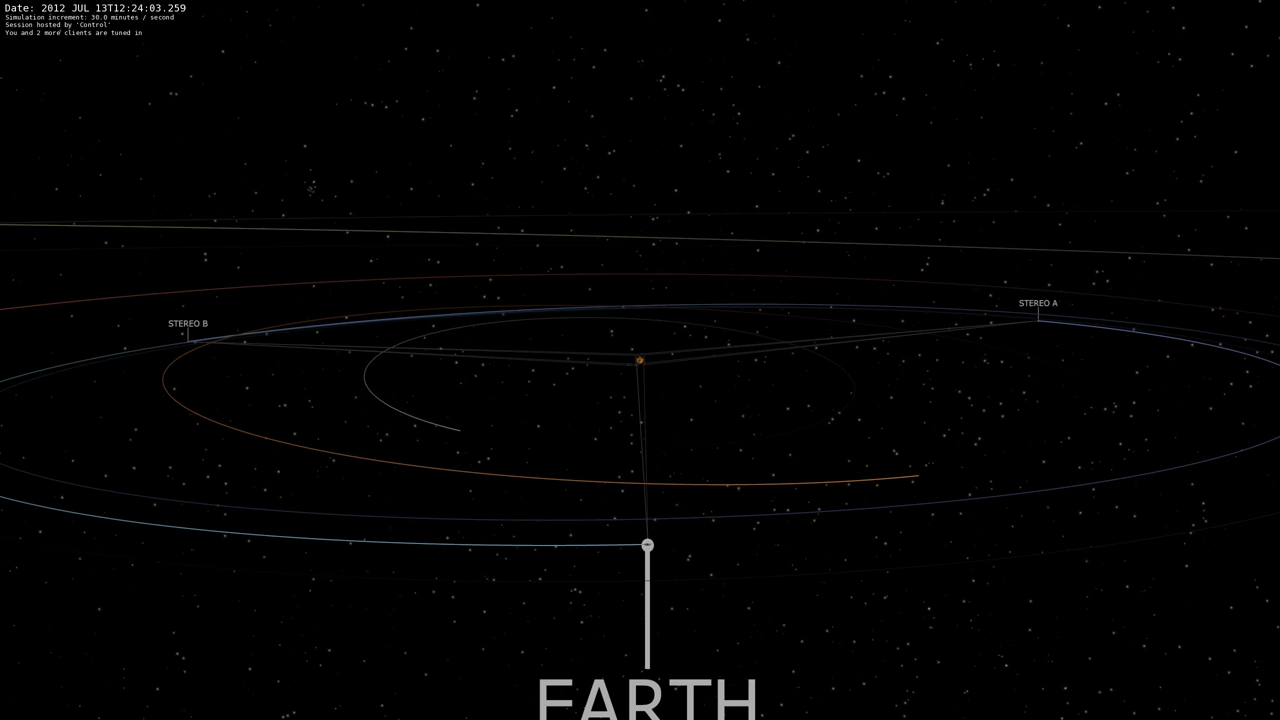 Date: 2012 JUL 13T12:24:03.259
Simulation increment: 30.0 minutes / second
Session hosted by 'Control'
You and 2 more clients are tuned in
STEREO A
STEREO B
EARTH